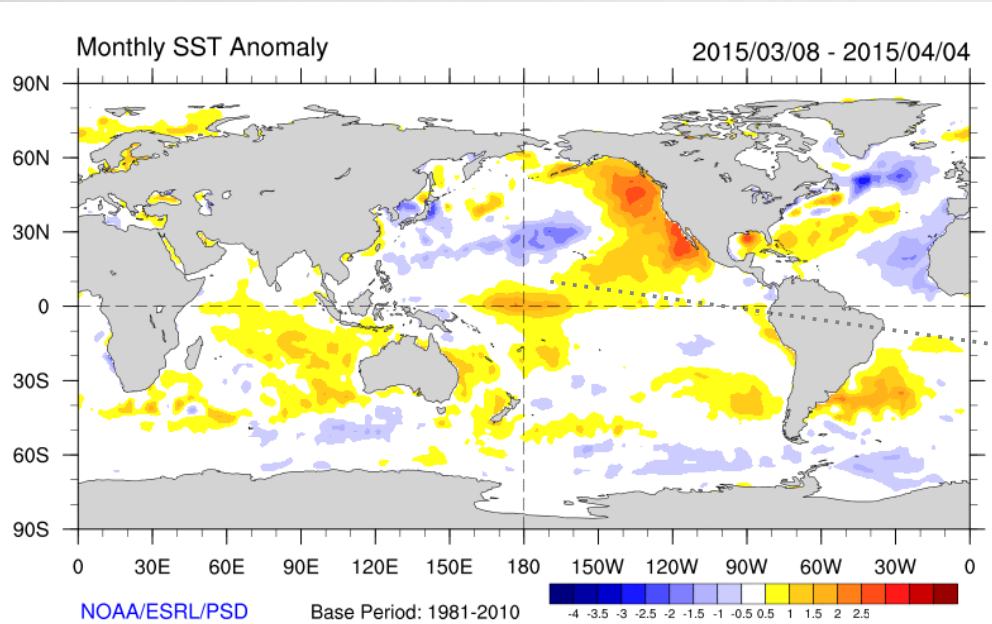 Monthly SST Anomaly 2015/03/08 - 2015/04/04
90N
60N
30N
0
30S
60S
90S
0 30E 60E 90E 120E 150E 180 150W 120W 90W 60W 30W 0
NOAA/ESRL/PSD Base Period: 1981-2010
-4 -3.5 -3 -2.5 -2 -1.5 -1 -0.5 0.5 1 1.5 2 2.5